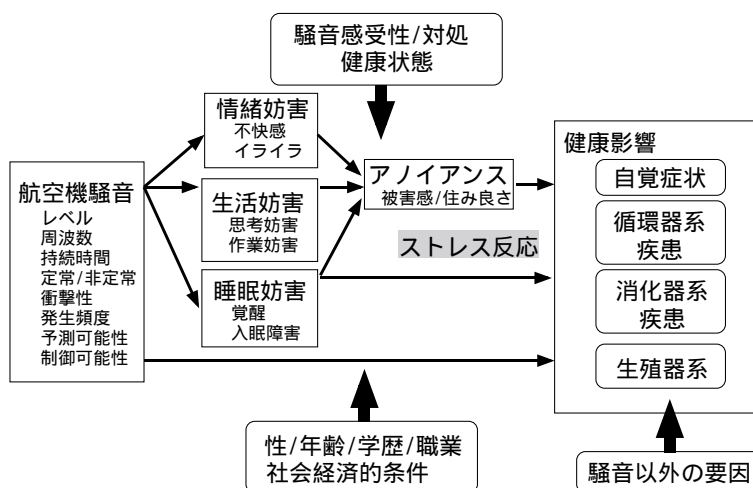 騒音感受性/対処
健康状態
情緒妨害
不快感
イライラ
航空機騒音
レベル
周波数
持続時間
定常/非定常
衝撃性
発生頻度
予測可能性
制御可能性
生活妨害
思考妨害
作業妨害
睡眠妨害
覚醒
入眠障害
アノイアンス
被害感/住み良さ
ストレス反応
健康影響
自覚症状
循環器系
疾患
消化器系
疾患
生殖器系
性/年齢/学歴/職業
社会経済的条件
騒音以外の要因